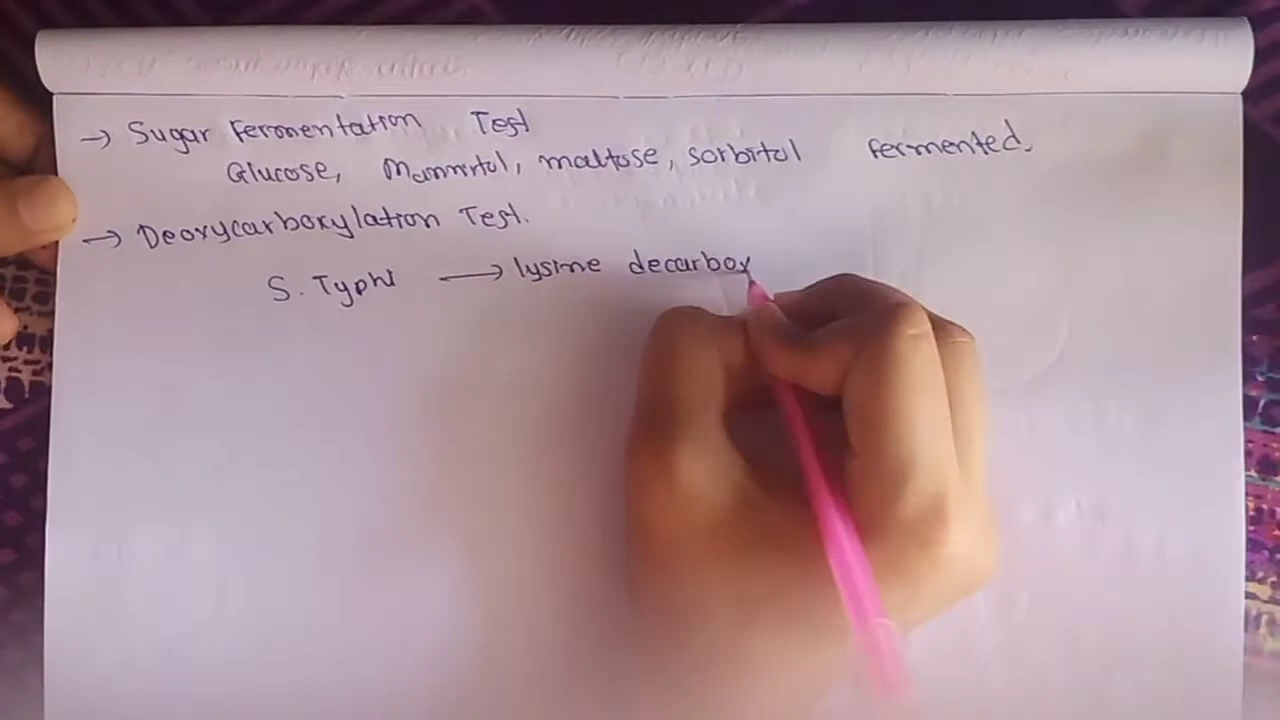 → Sugar Fermentation Test
Glucose, Mannitol, maltose, sorbitol fermented.
→ Deoxycarboxylation Test.
S. Typhi → lysine decarbox